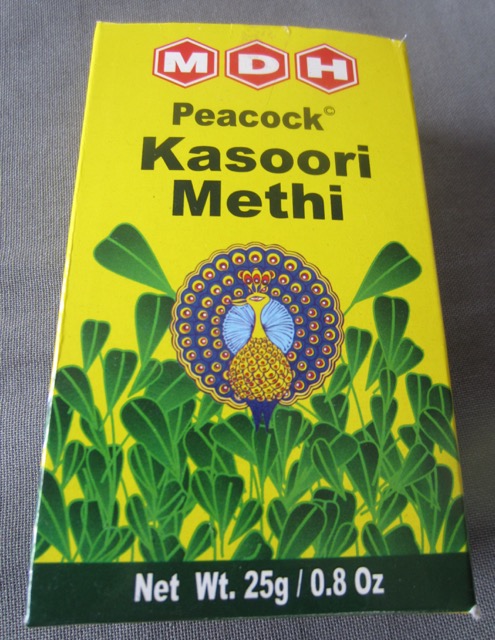 MDH
Peacock©
Kasoori
Methi
Net Wt. 25g / 0.8 Oz